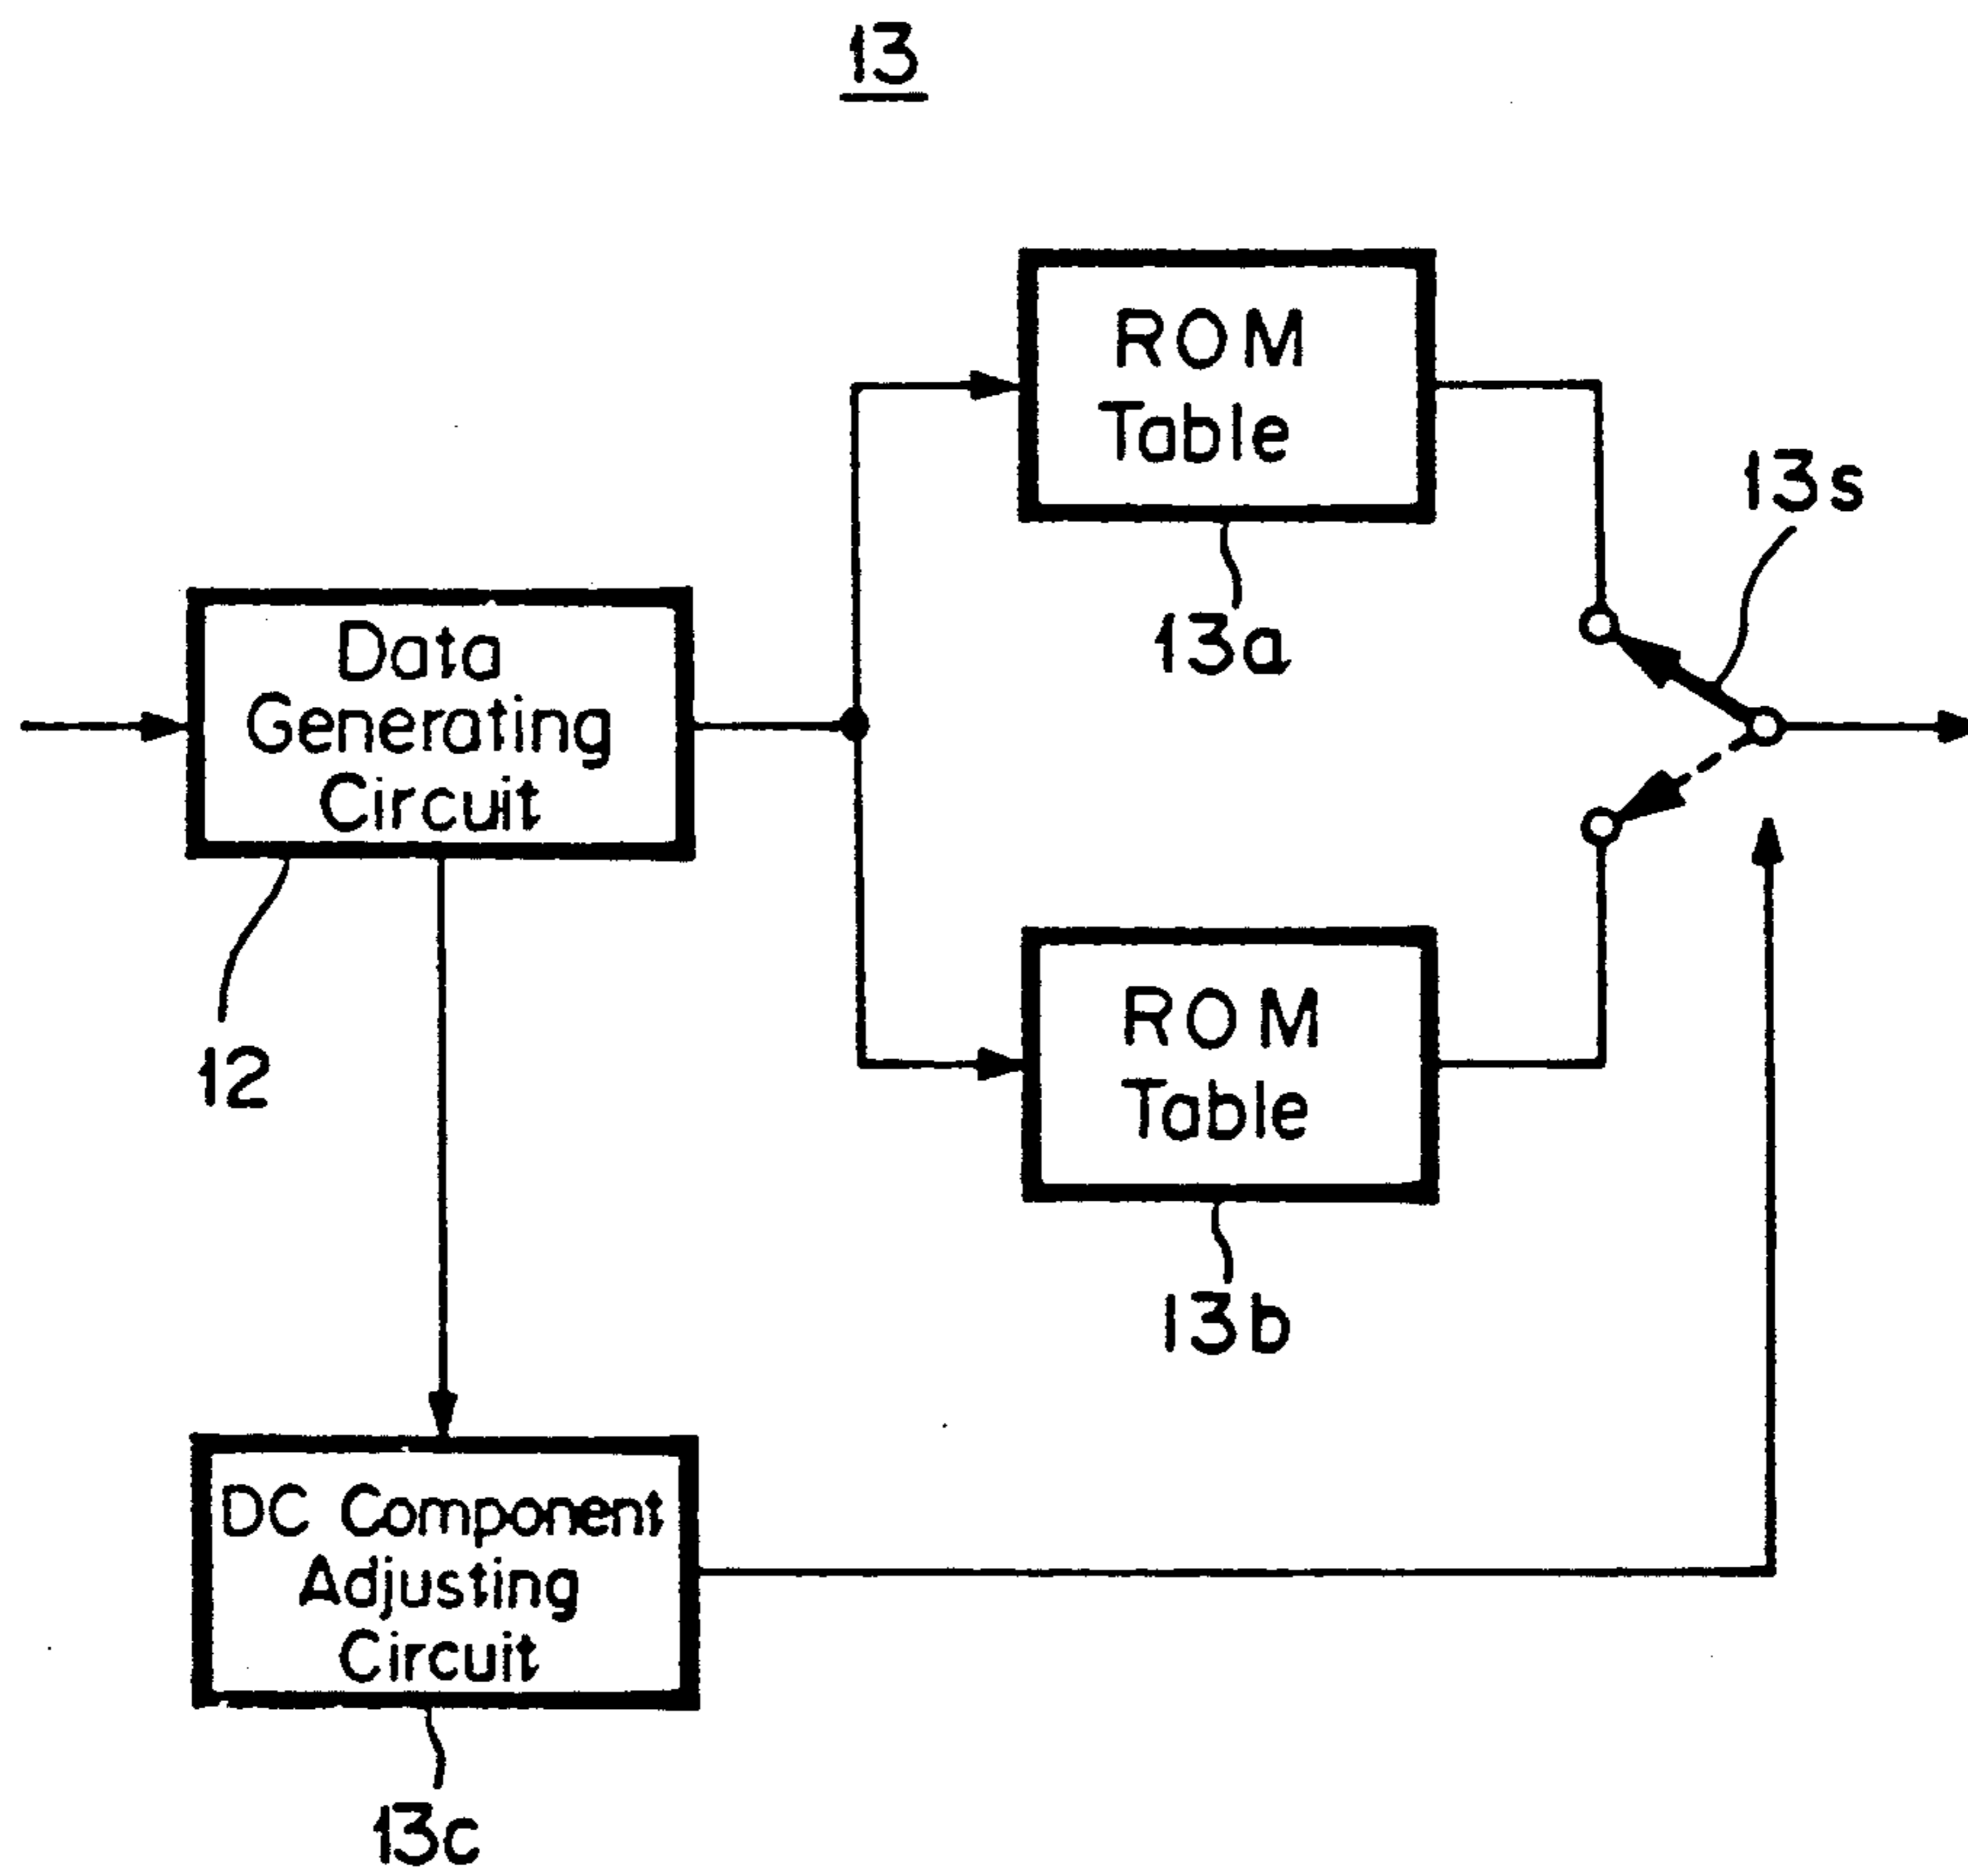 13
ROM
Table
13s
13a
Data
Generating
Circuit
12
ROM
Table
13b
DC Component
Adjusting
Circuit
13c